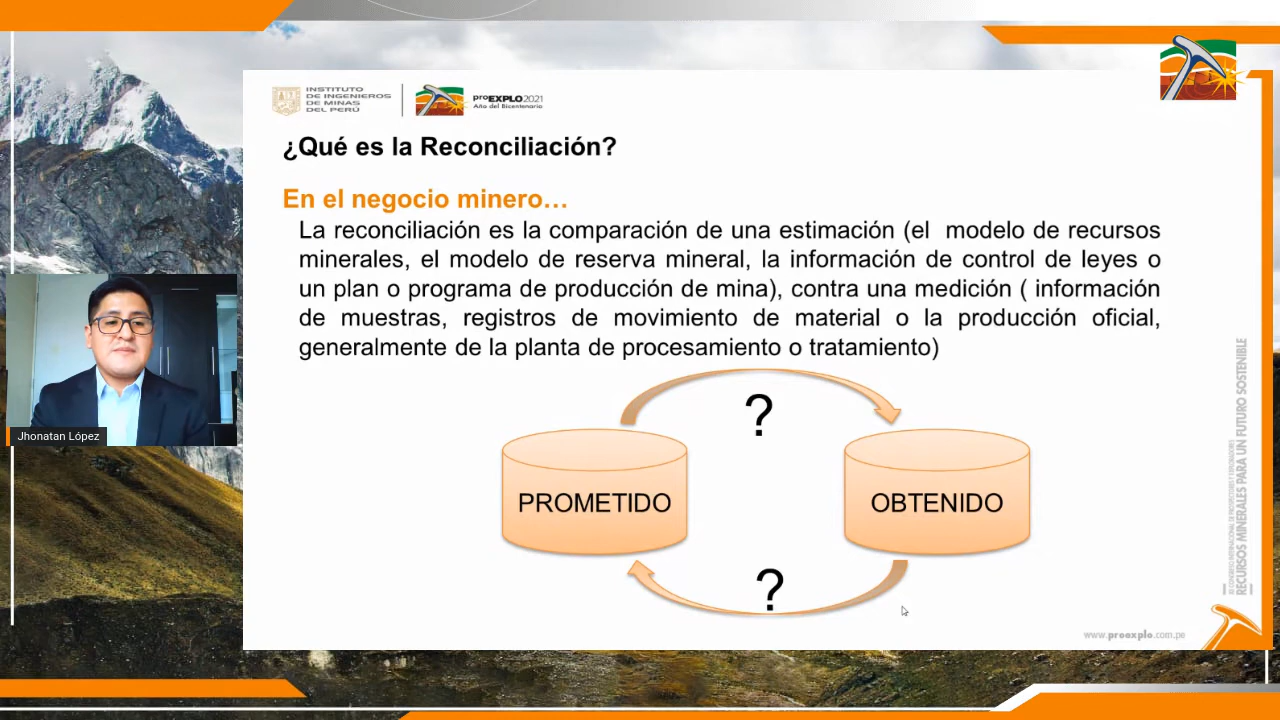 INSTITUTO
DE INGENIEROS
DE MINAS
DEL PERÚ
proEXPLO2021
Año del Bicentenario
¿Qué es la Reconciliación?
En el negocio minero…
La reconciliación es la comparación de una estimación (el modelo de recursos
minerales, el modelo de reserva mineral, la información de control de leyes o
un plan o programa de producción de mina), contra una medición ( información
de muestras, registros de movimiento de material o la producción oficial,
generalmente de la planta de procesamiento o tratamiento)
?
PROMETIDO
OBTENIDO
?
Jhonatan López
RECURSOS MINERALES PARA UN FUTURO SOSTENIBLE
www.proexplo.com.pe